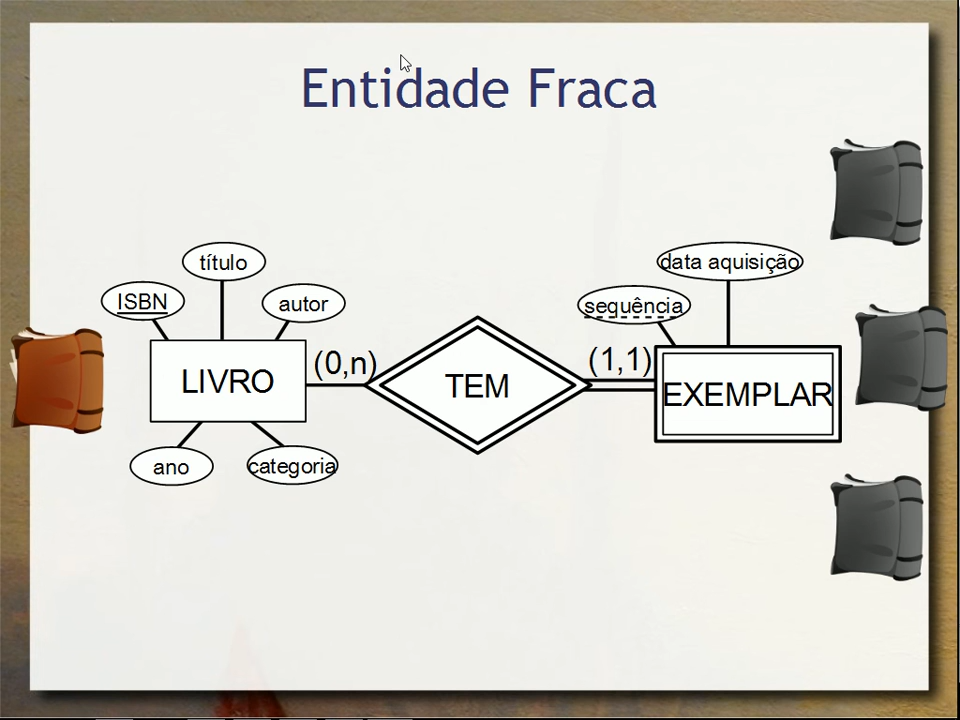 Entidade Fraca
título
data aquisição
ISBN
autor
sequência
(0,n)
(1,1)
LIVRO
TEM
EXEMPLAR
ano
categoria